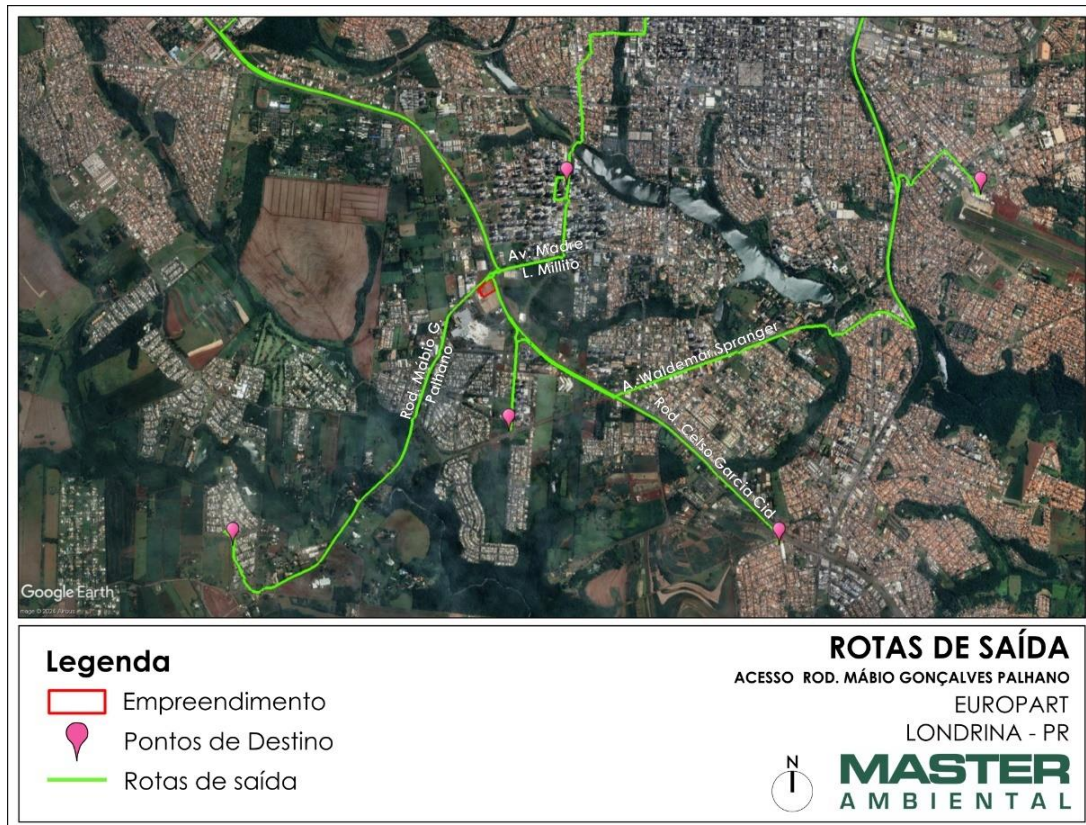 Av. Madre
L. Millito
Rod. Mábio G.
Palhano
A .Waldemar Spranger
Rod. Celso Garcia Cid
Google Earth
Legenda
Empreendimento
Pontos de Destino
Rotas de saída
ROTAS DE SAÍDA
ACESSO ROD. MÁBIO GONÇALVES PALHANO
EUROPART
LONDRINA - PR
N
MASTER
AMBIENTAL